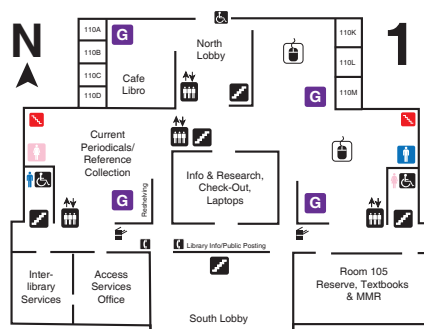 N
1
110A
110B
110C
110D
G
Cafe
Libro
North
Lobby
110K
110L
110M
G
Current
Periodicals/
Reference
Collection
G
Reshelving
Info & Research,
Check-Out,
Laptops
G
Library Info/Public Posting
Inter-
library
Services
Access
Services
Office
South Lobby
Room 105
Reserve, Textbooks
& MMR